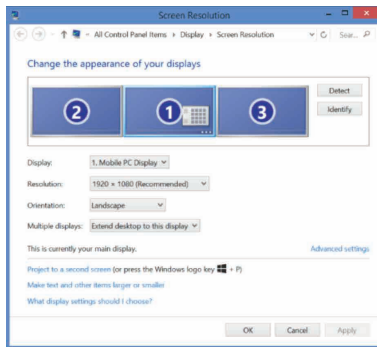 Screen Resolution
All Control Panel Items Display Screen Resolution Sear...
Change the appearance of your displays
2 1 3
Detect
Identify
Display: 1. Mobile PC Display
Resolution: 1920 × 1080 (Recommended)
Orientation: Landscape
Multiple displays: Extend desktop to this display
This is currently your main display. Advanced settings
Project to a second screen (or press the Windows logo key + P)
Make text and other items larger or smaller
What display settings should I choose?
OK Cancel Apply